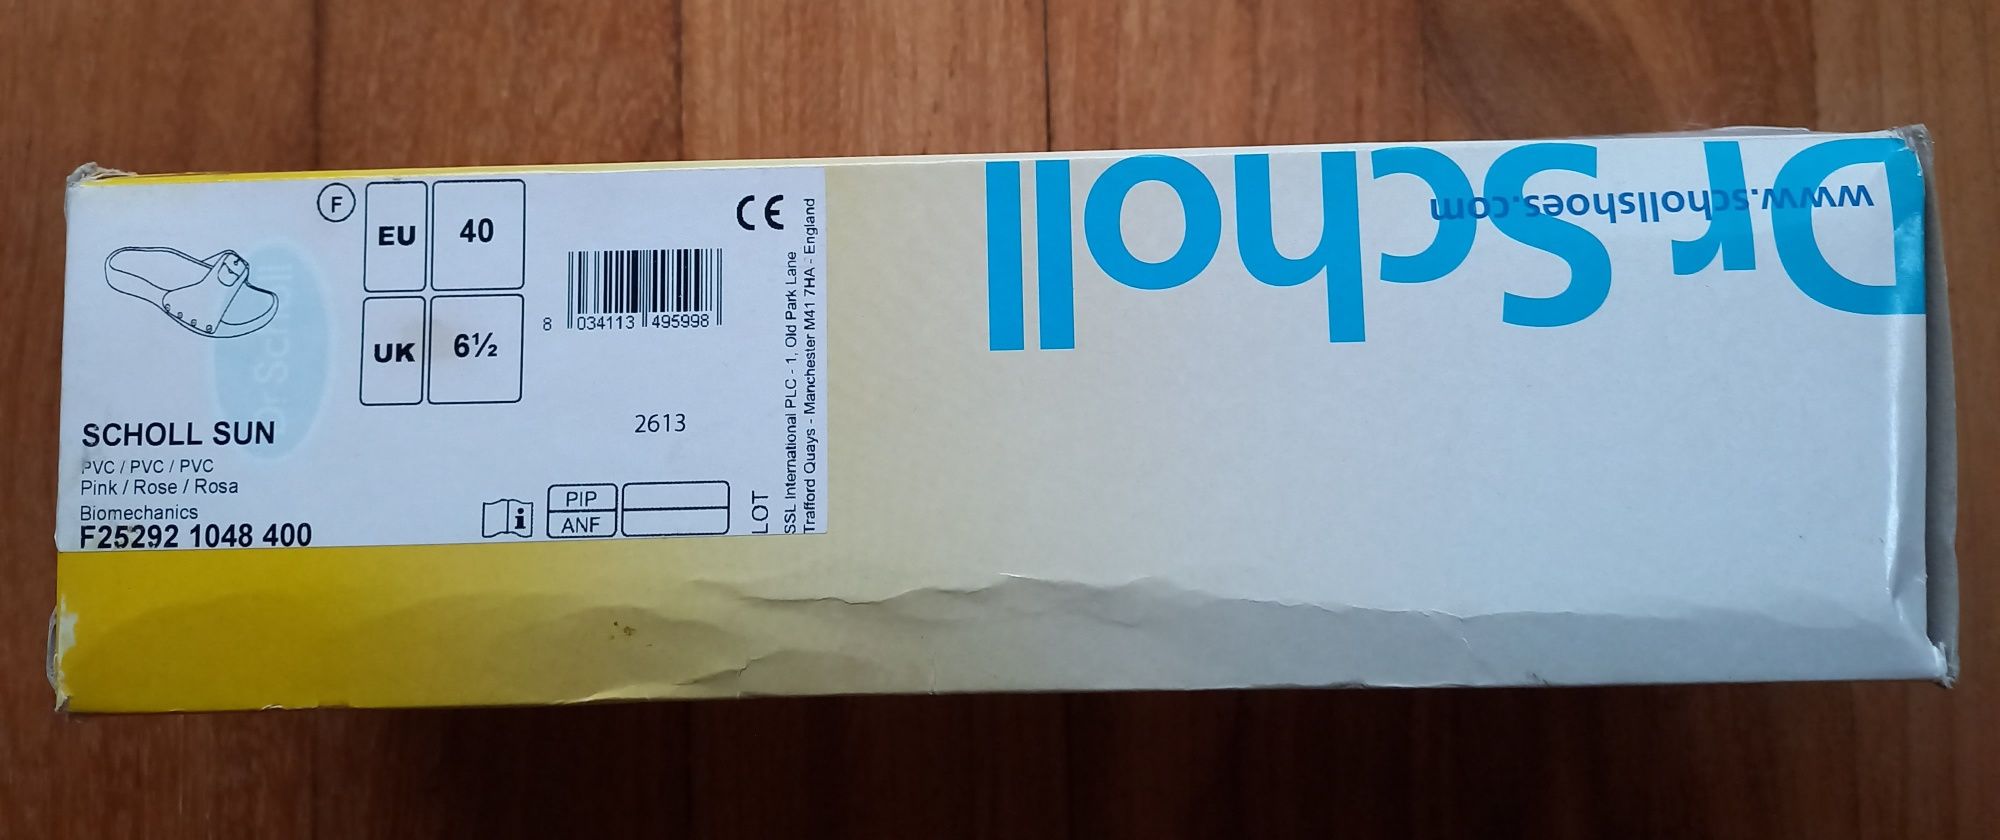 F
EU 40
UK 6½
8 034113 495998
CE
2613
SCHOLL SUN
PVC / PVC / PVC
Pink / Rose / Rosa
Biomechanics
F25292 1048 400
i
PIP
ANF
LOT
SSL International PLC - 1, Old Park Lane
Trafford Quays - Manchester M41 7HA - England
Dr Scholl
Dr Scholl
www.schollshoes.com